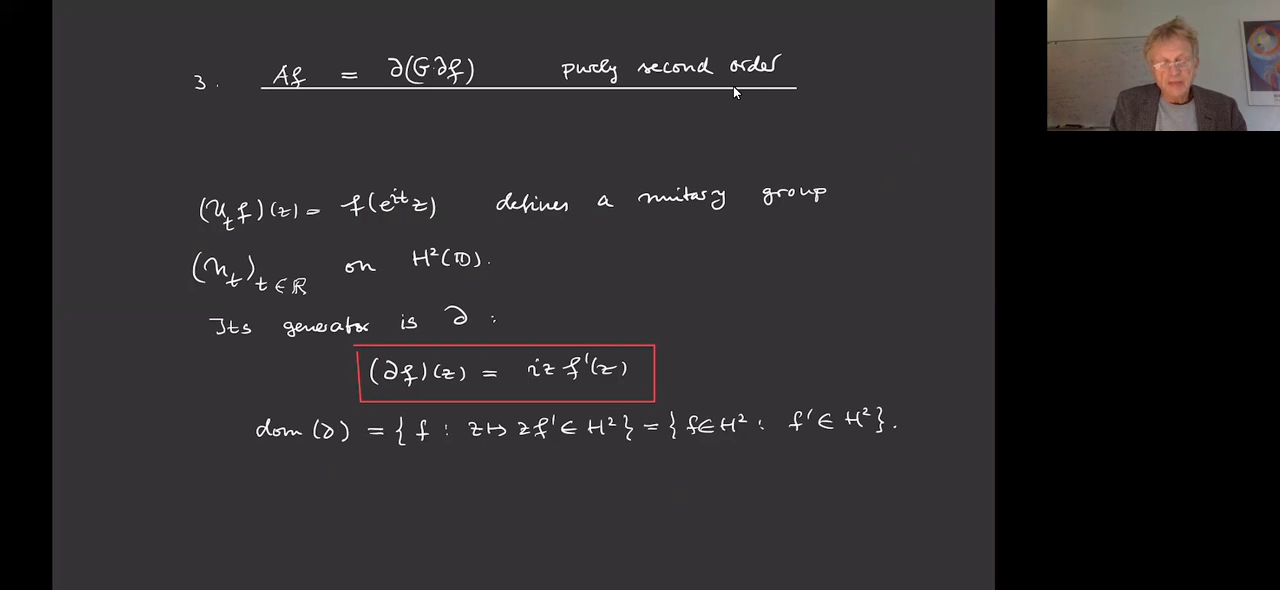 3. Af = ∂(G·∂f) purely second order
(U_t f)(z) = f(e^{it} z) defines a unitary group
(U_t)_{t∈ℝ} on H²(𝔻).
Its generator is ∂ :
(∂f)(z) = iz f'(z)
dom(∂) = { f : z ↦ z f' ∈ H² } = { f ∈ H² : f' ∈ H² }.